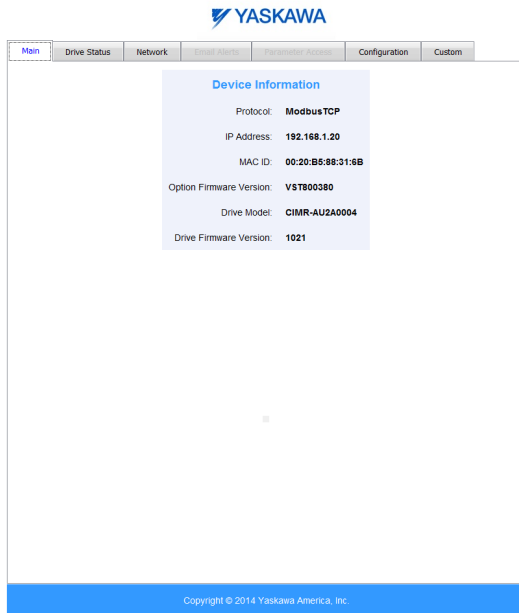 YASKAWA
Main Drive Status Network Email Alerts Parameter Access Configuration Custom
Device Information
Protocol: ModbusTCP
IP Address: 192.168.1.20
MAC ID: 00:20:B5:88:31:6B
Option Firmware Version: VST800380
Drive Model: CIMR-AU2A0004
Drive Firmware Version: 1021
Copyright © 2014 Yaskawa America, Inc.